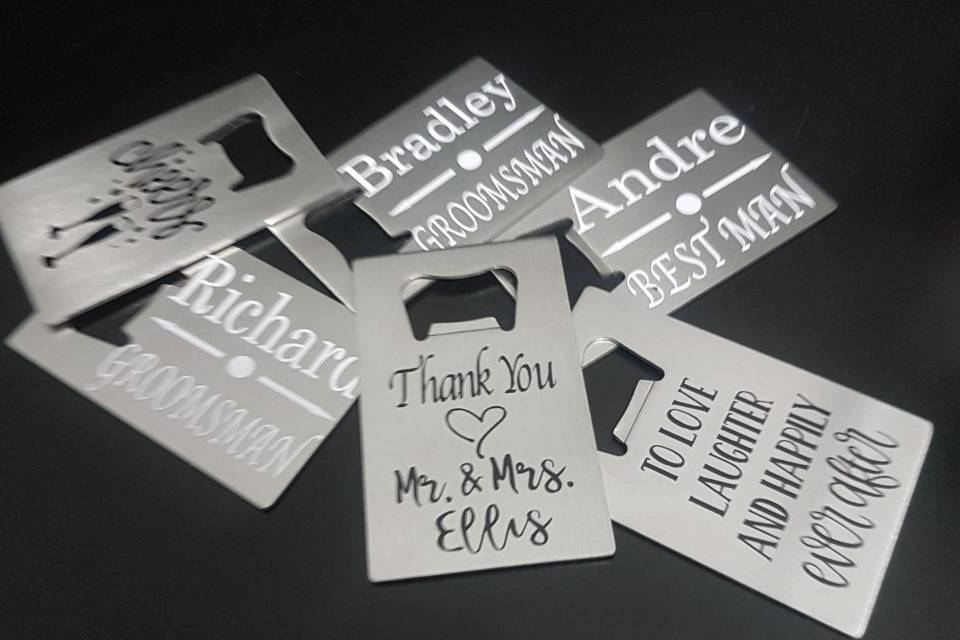 Cheers
Bradley
GROOMSMAN
Andre
BEST MAN
Richard
GROOMSMAN
Thank You
Mr. & Mrs.
Ellis
TO LOVE
LAUGHTER
AND HAPPILY
ever after